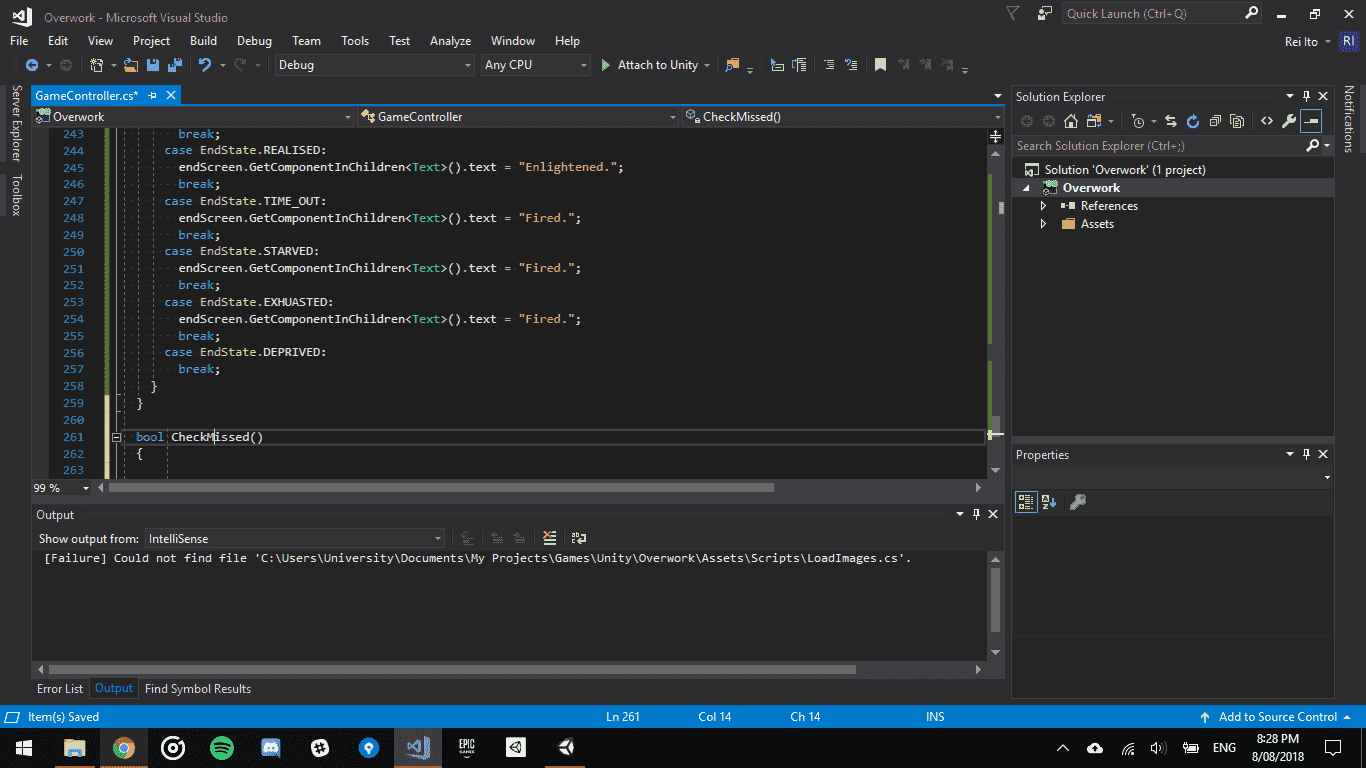 Overwork - Microsoft Visual Studio
Quick Launch (Ctrl+Q)
File Edit View Project Build Debug Team Tools Test Analyze Window Help
Rei Ito RI
Debug Any CPU Attach to Unity
Server Explorer
Toolbox
GameController.cs*
Overwork GameController CheckMissed()
243 break;
244 case EndState.REALISED:
245 endScreen.GetComponentInChildren<Text>().text = "Enlightened.";
246 break;
247 case EndState.TIME_OUT:
248 endScreen.GetComponentInChildren<Text>().text = "Fired.";
249 break;
250 case EndState.STARVED:
251 endScreen.GetComponentInChildren<Text>().text = "Fired.";
252 break;
253 case EndState.EXHUASTED:
254 endScreen.GetComponentInChildren<Text>().text = "Fired.";
255 break;
256 case EndState.DEPRIVED:
257 break;
258 }
259 }
260
261 bool CheckMissed()
262 {
263
99 %
Output
Show output from: IntelliSense
[Failure] Could not find file 'C:\Users\University\Documents\My Projects\Games\Unity\Overwork\Assets\Scripts\LoadImages.cs'.
Error List Output Find Symbol Results
Solution Explorer
Search Solution Explorer (Ctrl+;)
Solution 'Overwork' (1 project)
Overwork
References
Assets
Properties
Notifications
Item(s) Saved Ln 261 Col 14 Ch 14 INS Add to Source Control
EPIC GAMES
ENG
8:28 PM
8/08/2018